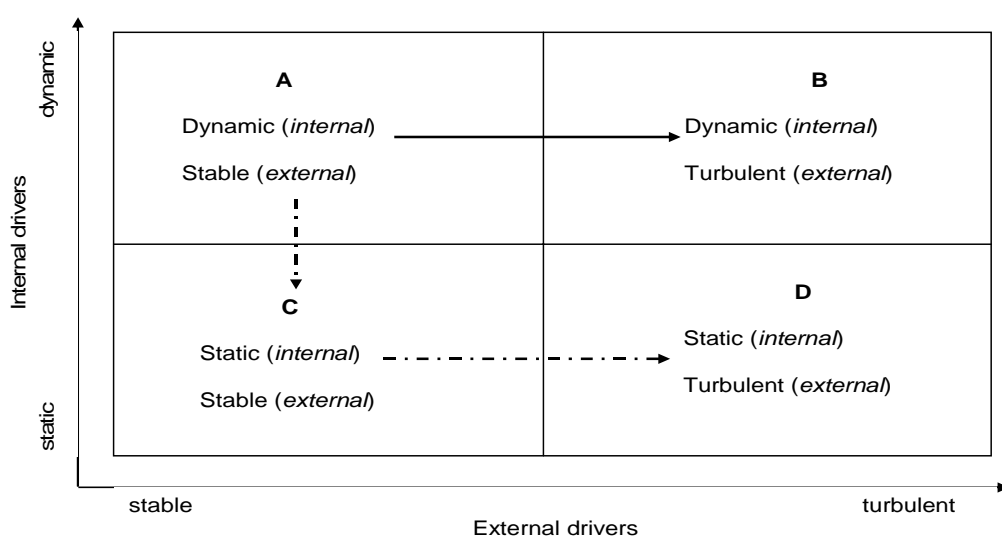 dynamic
Internal drivers
static
A
Dynamic (internal)
Stable (external)
B
Dynamic (internal)
Turbulent (external)
C
Static (internal)
Stable (external)
D
Static (internal)
Turbulent (external)
stable
turbulent
External drivers